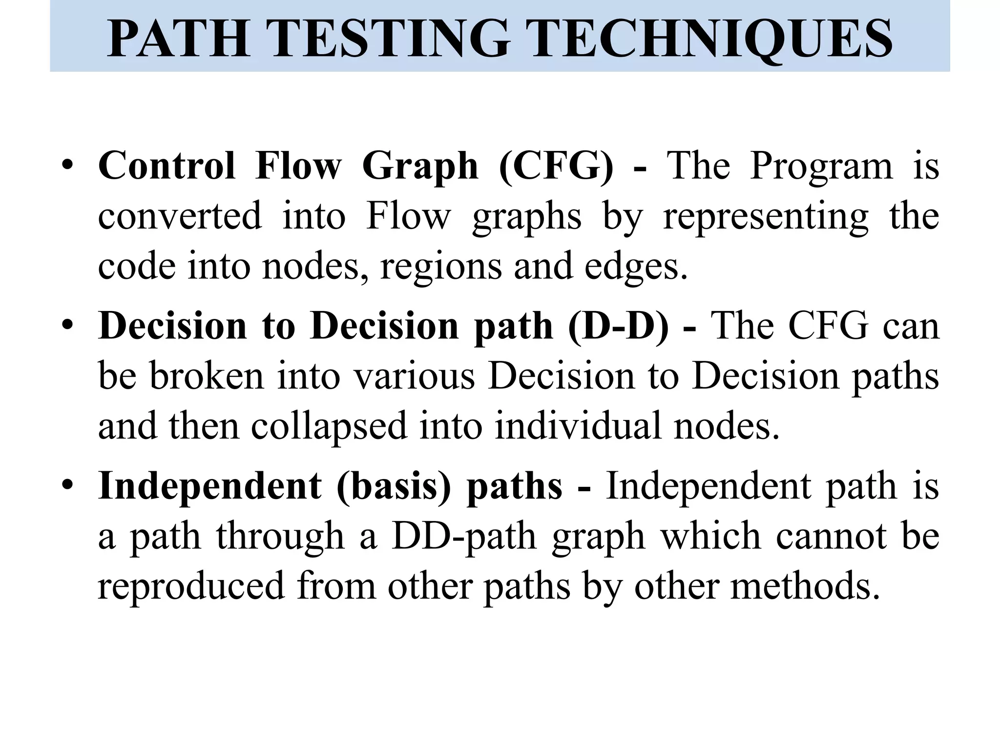 PATH TESTING TECHNIQUES
• Control Flow Graph (CFG) - The Program is
converted into Flow graphs by representing the
code into nodes, regions and edges.
• Decision to Decision path (D-D) - The CFG can
be broken into various Decision to Decision paths
and then collapsed into individual nodes.
• Independent (basis) paths - Independent path is
a path through a DD-path graph which cannot be
reproduced from other paths by other methods.